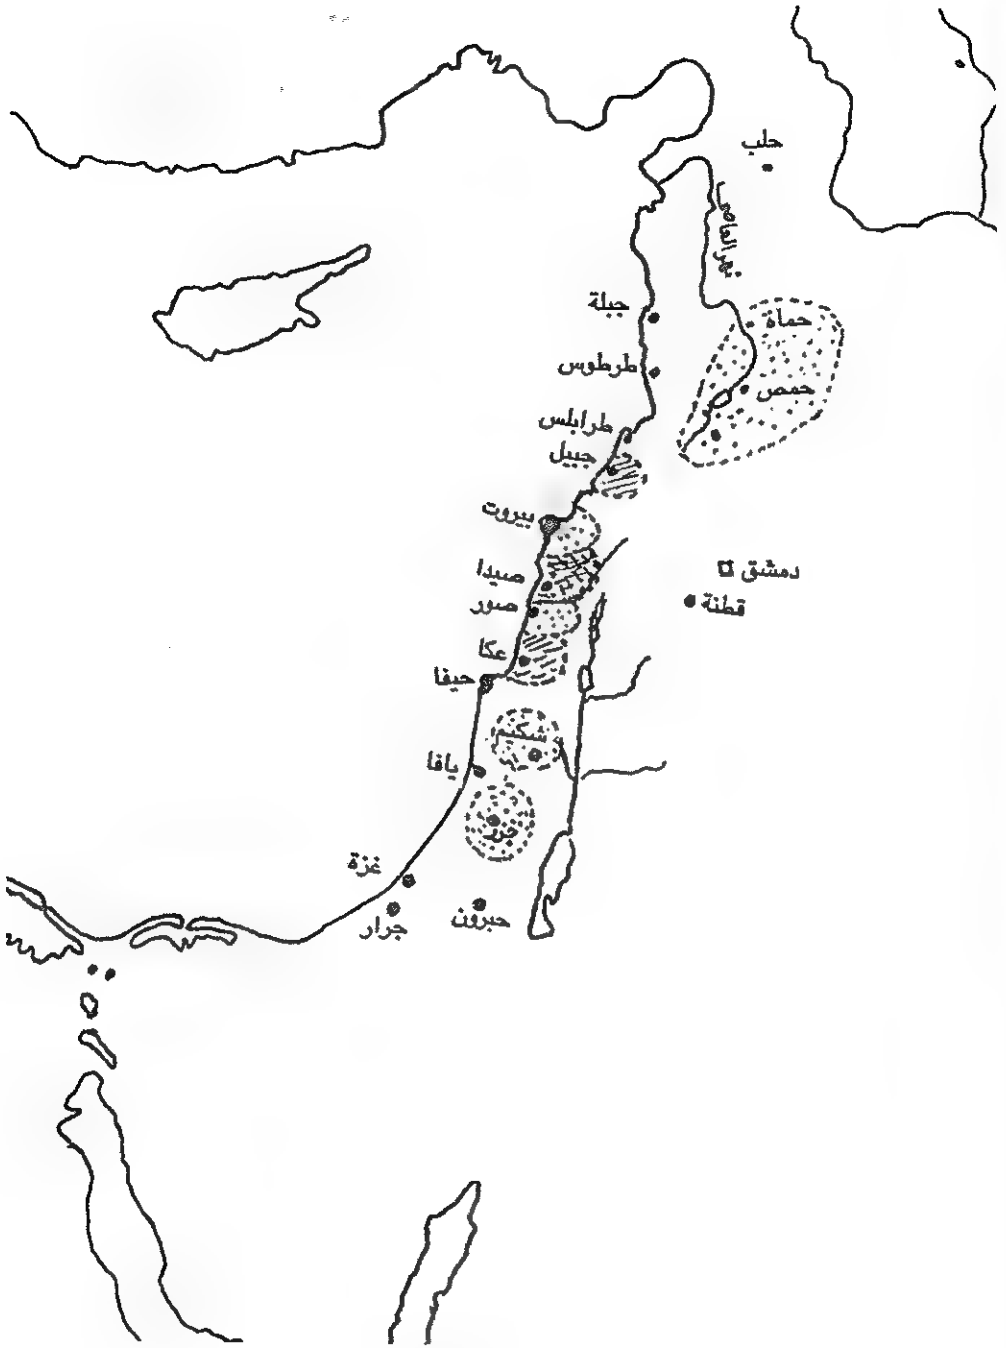 حلب
نهر العاصي
جبلة
حماة
طرطوس
حمص
طرابلس
جبيل
بيروت
دمشق
صيدا
قطنة
صور
عكا
حيفا
شكيم
يافا
جزر
غزة
حبرون
جرار